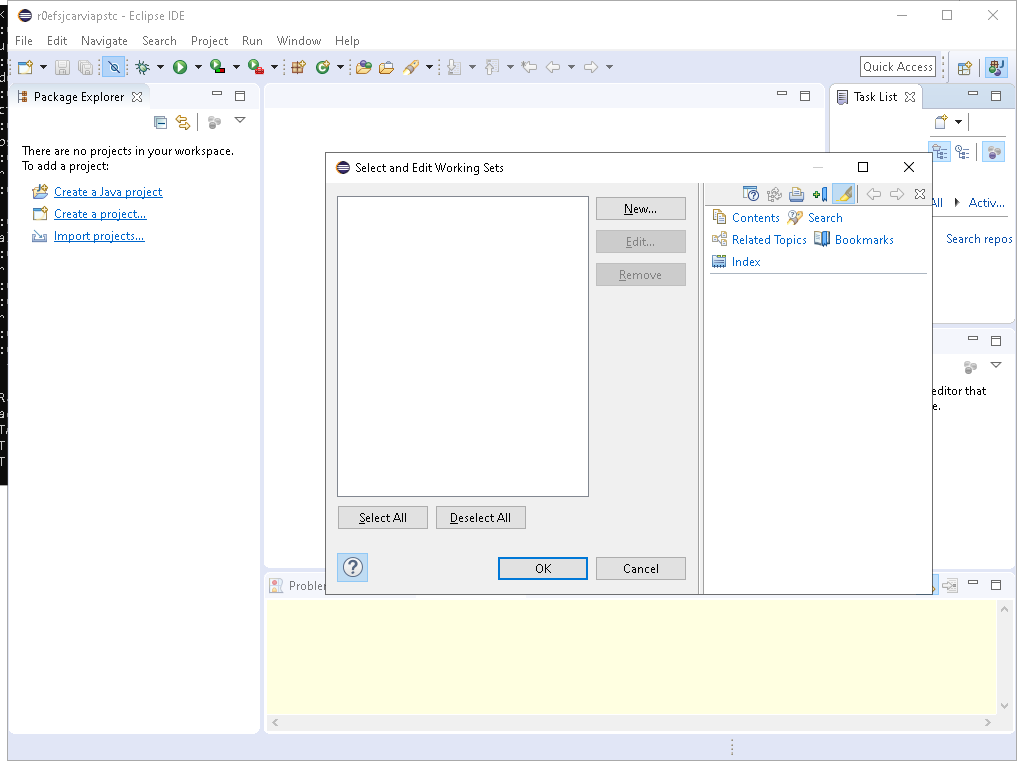 r0efsjcarviapstc - Eclipse IDE
File Edit Navigate Search Project Run Window Help
Quick Access
Package Explorer
Task List
There are no projects in your workspace.
To add a project:
Create a Java project
Create a project...
Import projects...
Select and Edit Working Sets
New...
Edit...
Remove
Select All
Deselect All
OK
Cancel
Contents
Search
Related Topics
Bookmarks
Index
All
Activ...
Search repos
editor that
e.
Problem